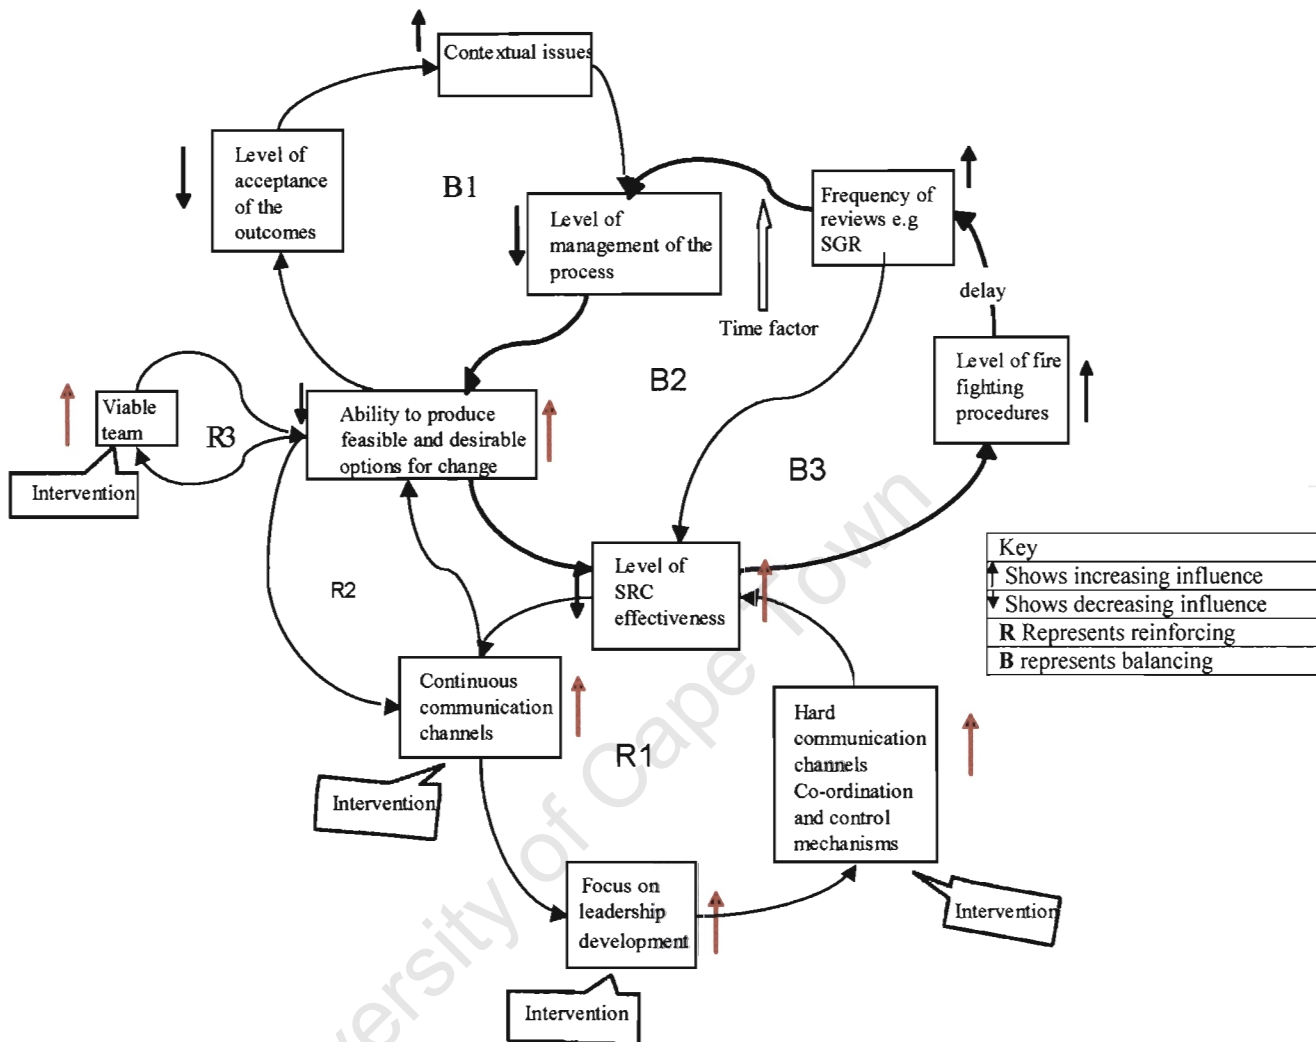 Contextual issues
Level of
acceptance
of the
outcomes
B1
Level of
management of the
process
Frequency of
reviews e.g
SGR
delay
Time factor
Level of fire
fighting
procedures
B2
Viable
team
R3
Intervention
Ability to produce
feasible and desirable
options for change
B3
Level of
SRC
effectiveness
R2
Key
Shows increasing influence
Shows decreasing influence
R Represents reinforcing
B represents balancing
Continuous
communication
channels
Intervention
R1
Hard
communication
channels
Co-ordination
and control
mechanisms
Intervention
Focus on
leadership
development
Intervention
versity of Cape Town